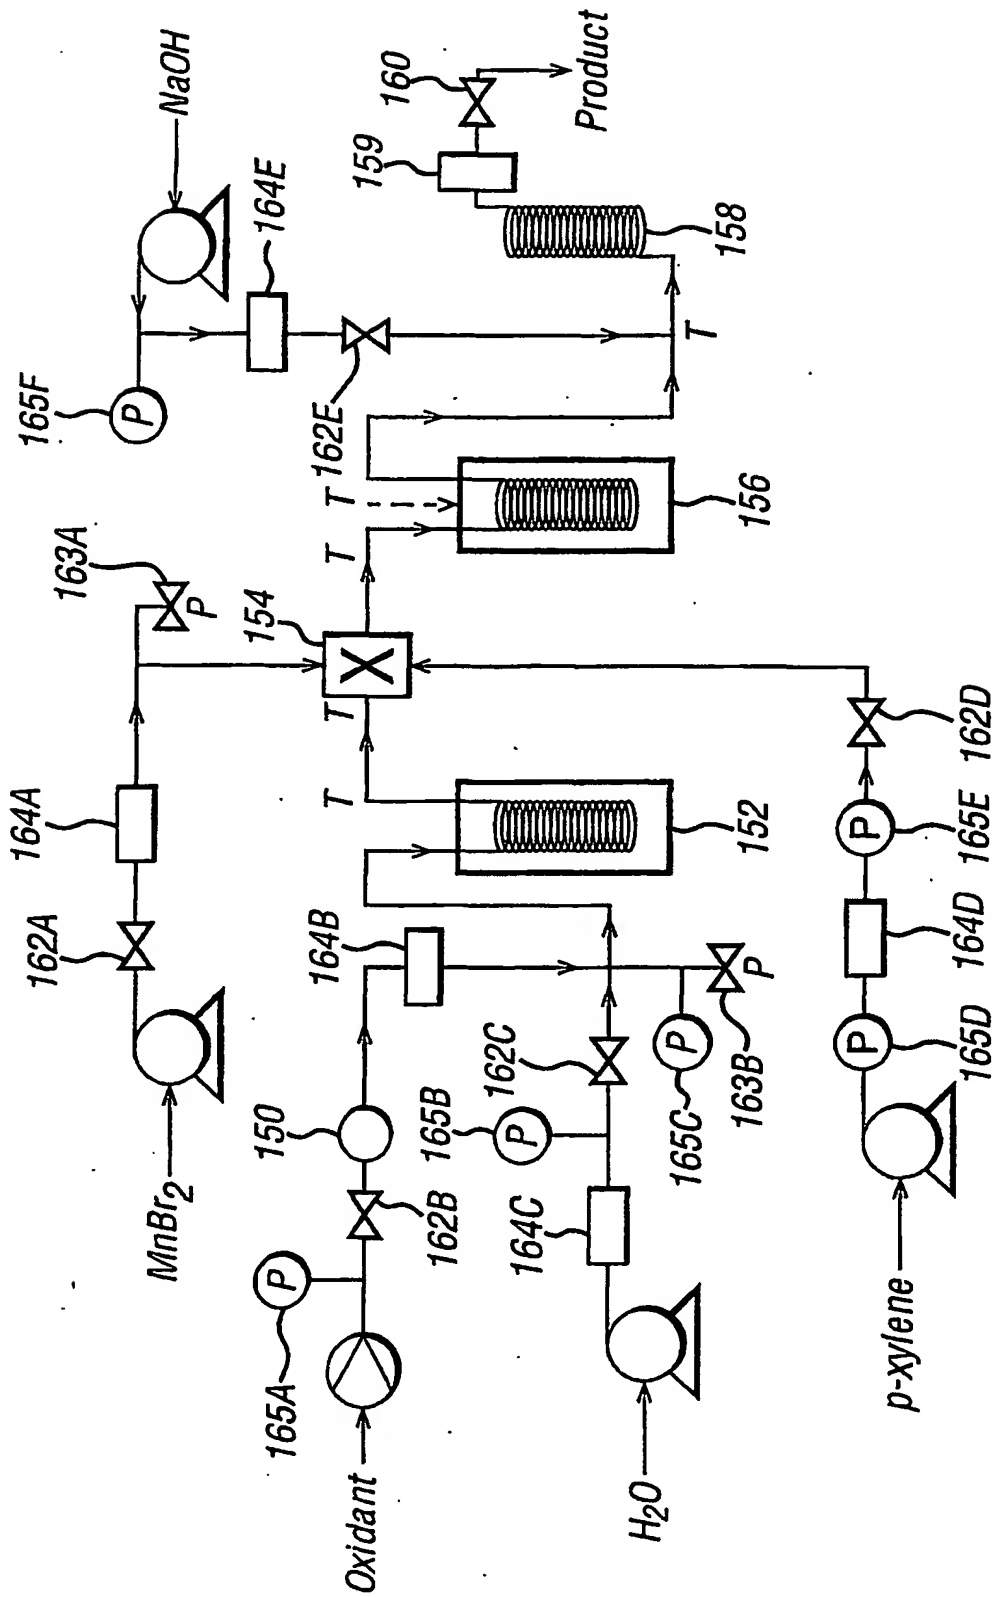 NaOH
165F
P
164E
162E
159
160
Product
158
T
163A
P
154
T
T
156
164A
162A
MnBr2
T
T
152
164B
150
162B
165A
P
Oxidant
162C
165B
P
164C
H2O
165C
P
163B
P
162D
165E
P
164D
165D
P
p-xylene